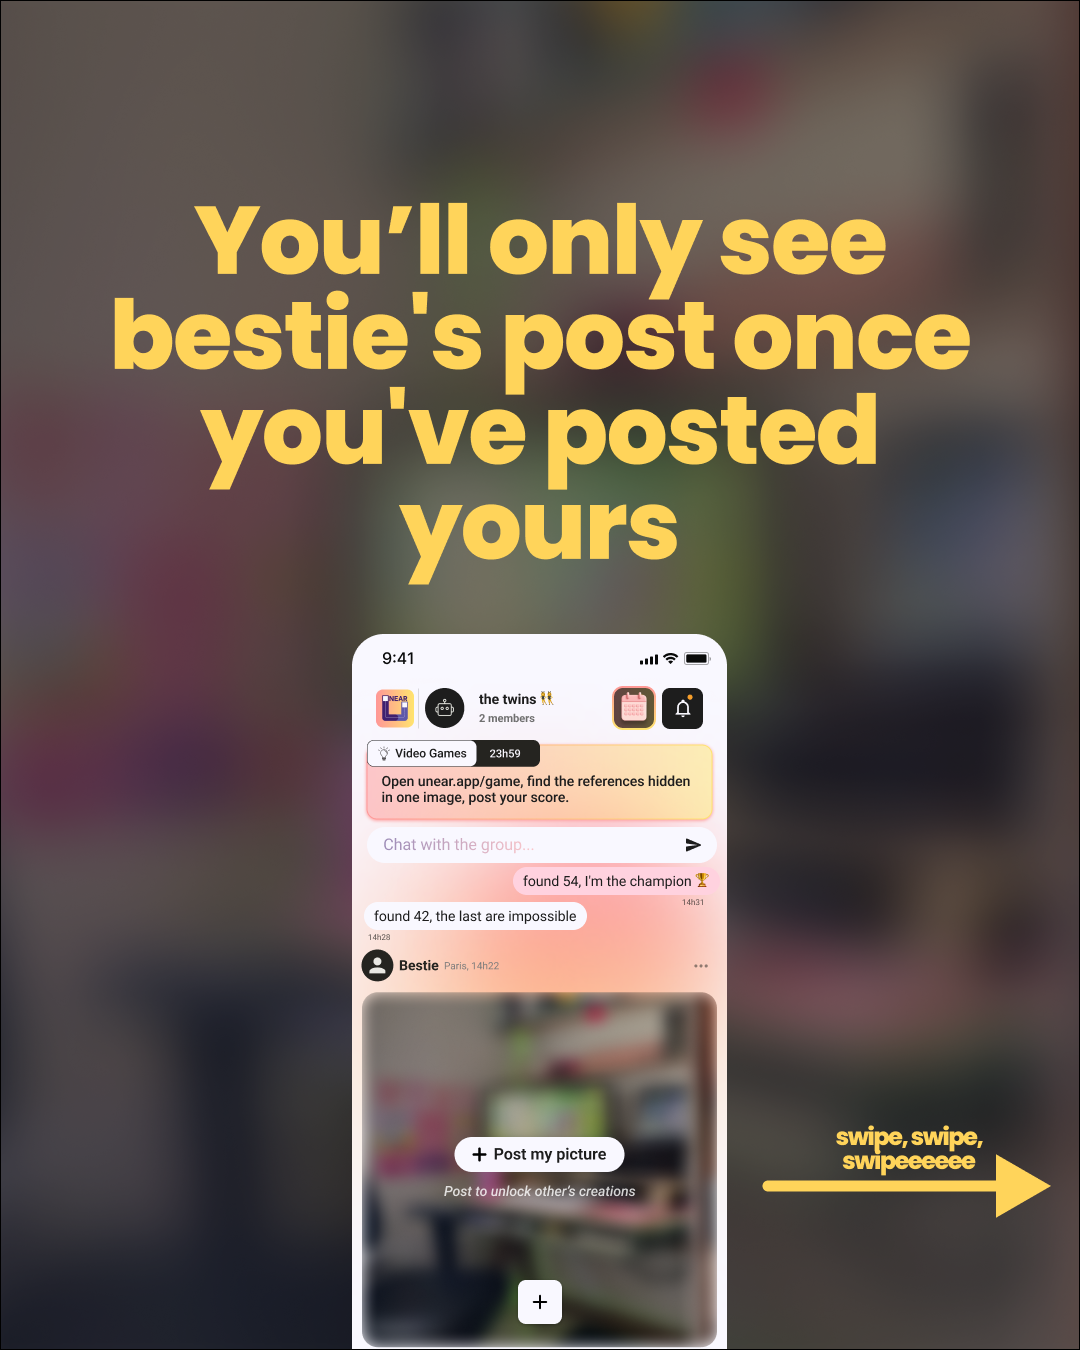 You’ll only see
bestie's post once
you've posted
yours
9:41
UNEAR
the twins 👯
2 members
Video Games
23h59
Open unear.app/game, find the references hidden
in one image, post your score.
Chat with the group...
found 54, I'm the champion 🏆
14h31
found 42, the last are impossible
14h28
Bestie Paris, 14h22
Post my picture
Post to unlock other's creations
swipe, swipe,
swipeeeeee